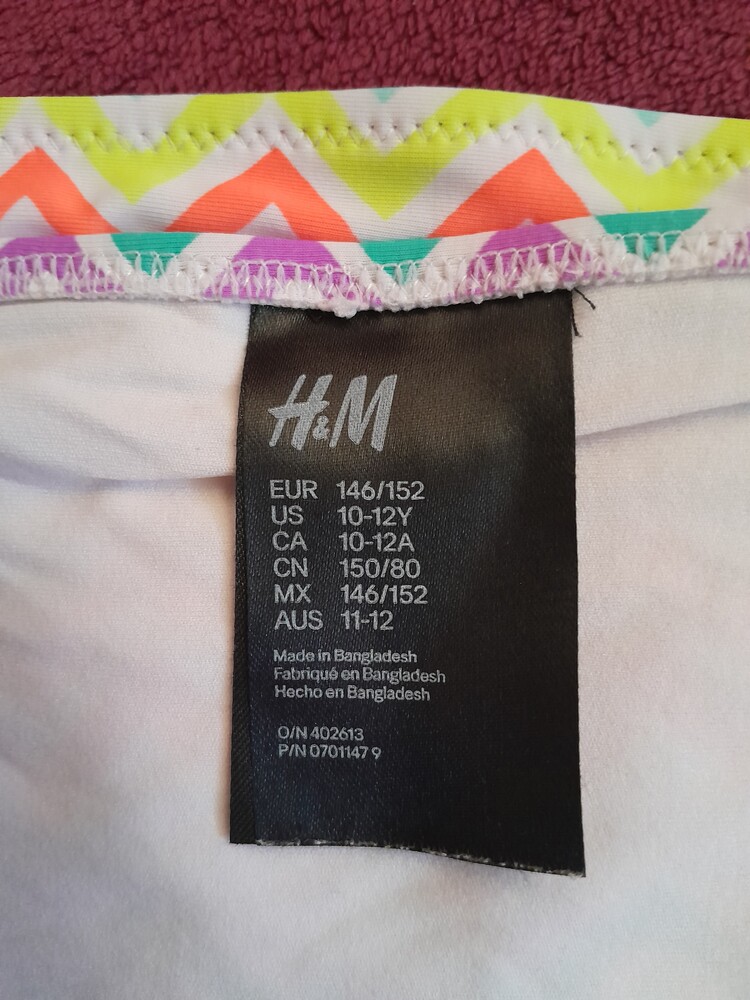 H&M
EUR 146/152
US 10-12Y
CA 10-12A
CN 150/80
MX 146/152
AUS 11-12
Made in Bangladesh
Fabriqué en Bangladesh
Hecho en Bangladesh
O/N 402613
P/N 0701147 9